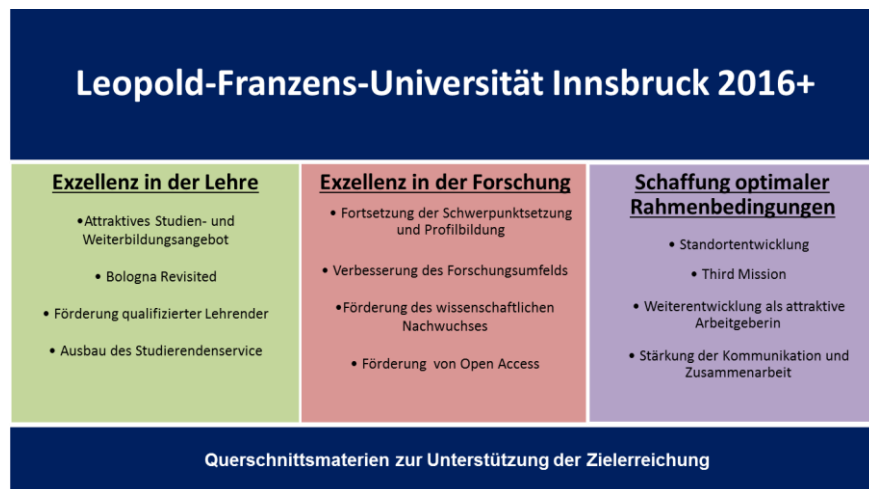 Leopold-Franzens-Universität Innsbruck 2016+
Exzellenz in der Lehre
•Attraktives Studien- und
Weiterbildungsangebot
• Bologna Revisited
• Förderung qualifizierter Lehrender
• Ausbau des Studierendenservice
Exzellenz in der Forschung
• Fortsetzung der Schwerpunktsetzung
und Profilbildung
• Verbesserung des Forschungsumfelds
•Förderung des wissenschaftlichen
Nachwuchses
• Förderung von Open Access
Schaffung optimaler
Rahmenbedingungen
• Standortentwicklung
• Third Mission
• Weiterentwicklung als attraktive
Arbeitgeberin
• Stärkung der Kommunikation und
Zusammenarbeit
Querschnittsmaterien zur Unterstützung der Zielerreichung